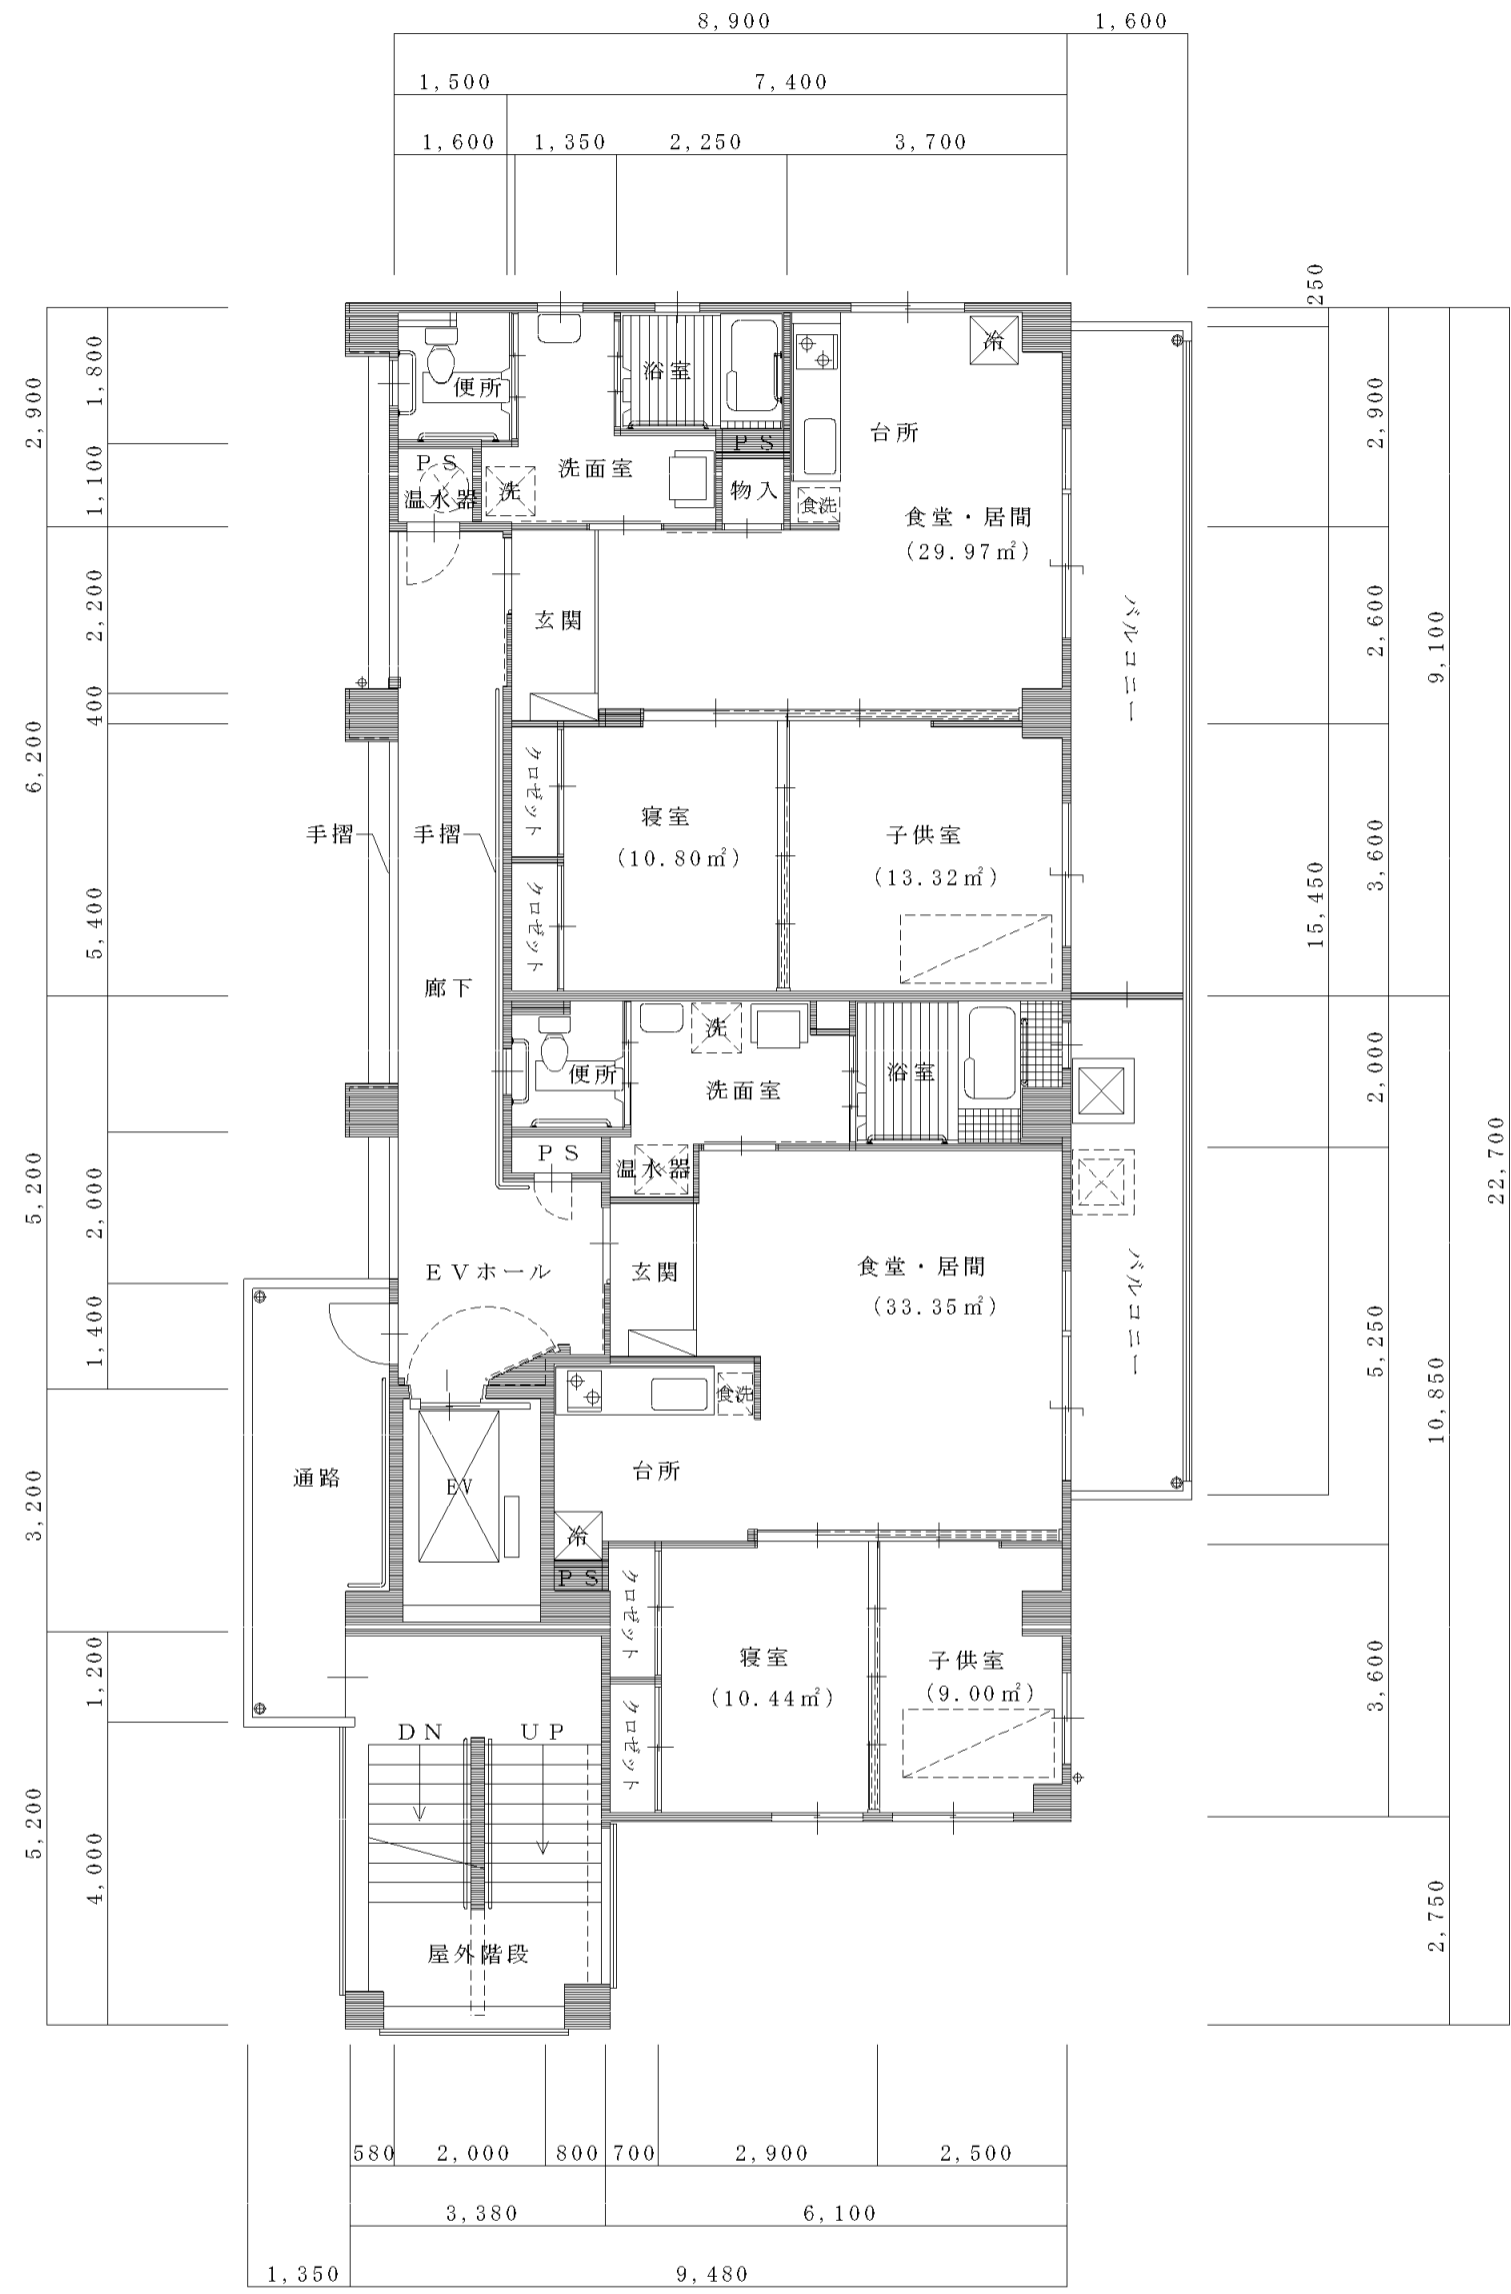 8,900
1,600
1,500
7,400
1,600
1,350
2,250
3,700
250
2,900
1,800
1,100
2,200
400
6,200
5,400
5,200
2,000
1,400
3,200
1,200
5,200
4,000
2,900
2,600
9,100
3,600
15,450
2,000
22,700
5,250
10,850
3,600
2,750
便所
浴室
冷
台所
PS
温水器
洗
洗面室
PS
物入
食洗
食堂・居間
(29.97㎡)
玄関
バルコニー
クロゼット
クロゼット
寝室
(10.80㎡)
子供室
(13.32㎡)
手摺
手摺
廊下
便所
洗
洗面室
浴室
PS
温水器
EVホール
玄関
食堂・居間
(33.35㎡)
バルコニー
食洗
通路
EV
台所
冷
PS
クロゼット
クロゼット
寝室
(10.44㎡)
子供室
(9.00㎡)
DN
UP
屋外階段
580
2,000
800
700
2,900
2,500
3,380
6,100
1,350
9,480